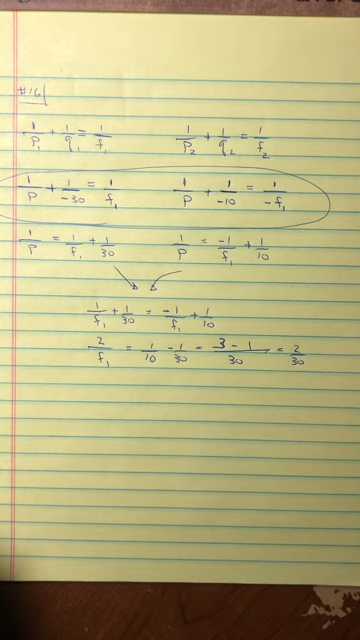 #16
1/P₁ + 1/q₁ = 1/f₁    1/P₂ + 1/q₂ = 1/f₂
1/P + 1/-30 = 1/f₁    1/P + 1/-10 = 1/-f₁
1/P = 1/f₁ + 1/30    1/P = -1/f₁ + 1/10
1/f₁ + 1/30 = -1/f₁ + 1/10
2/f₁ = 1/10 - 1/30 = 3 - 1/30 = 2/30